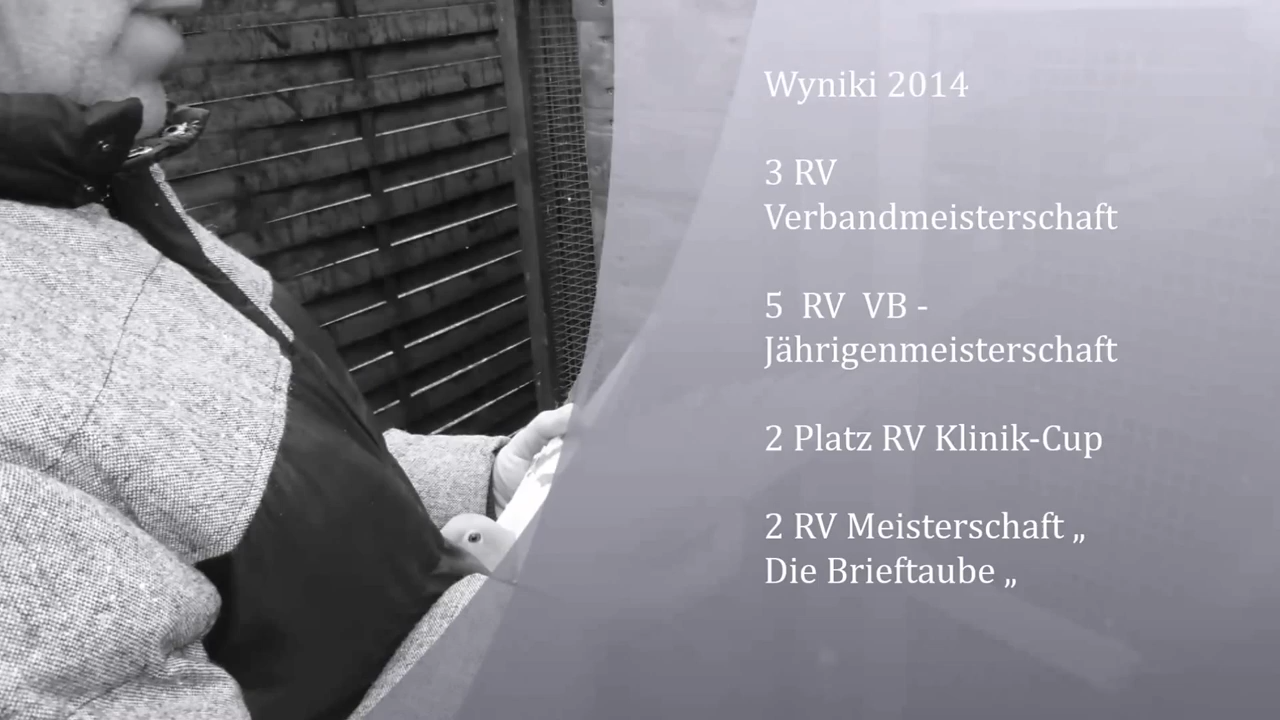 Wyniki 2014
3 RV
Verbandmeisterschaft
5 RV VB -
Jährigenmeisterschaft
2 Platz RV Klinik-Cup
2 RV Meisterschaft „
Die Brieftaube „